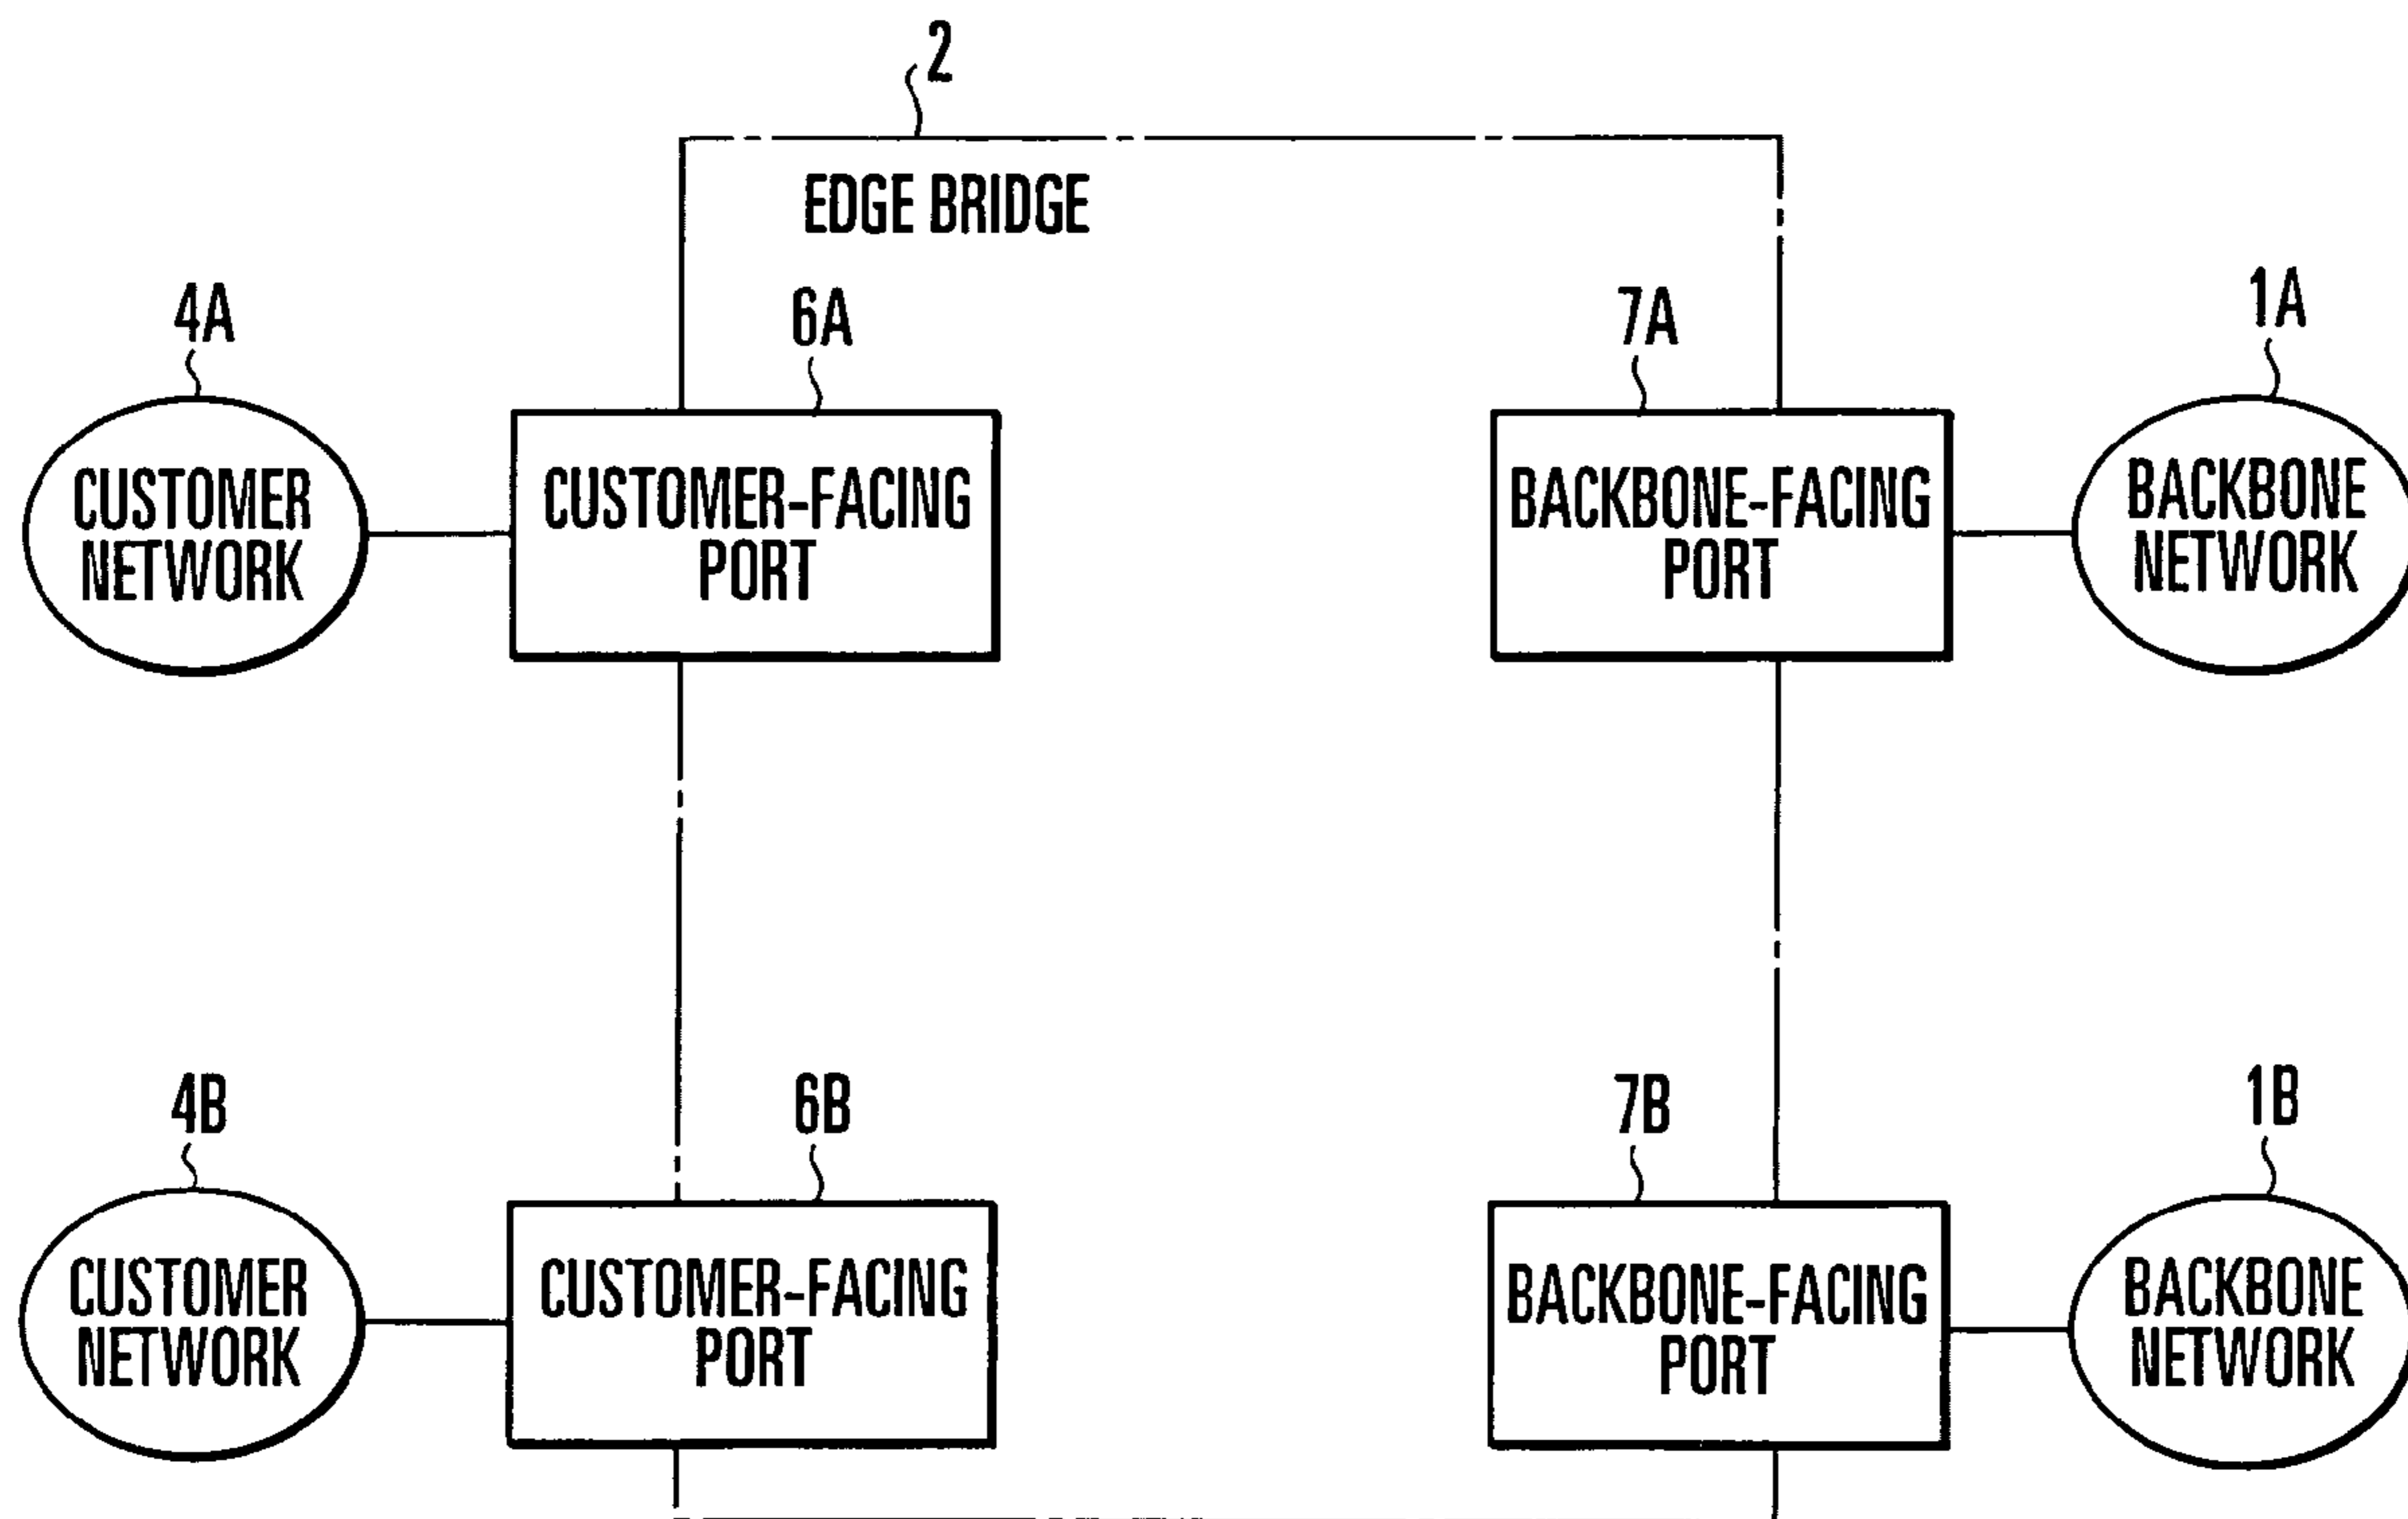 2
EDGE BRIDGE
4A
6A
7A
1A
CUSTOMER
NETWORK
CUSTOMER-FACING
PORT
BACKBONE-FACING
PORT
BACKBONE
NETWORK
4B
6B
7B
1B
CUSTOMER
NETWORK
CUSTOMER-FACING
PORT
BACKBONE-FACING
PORT
BACKBONE
NETWORK